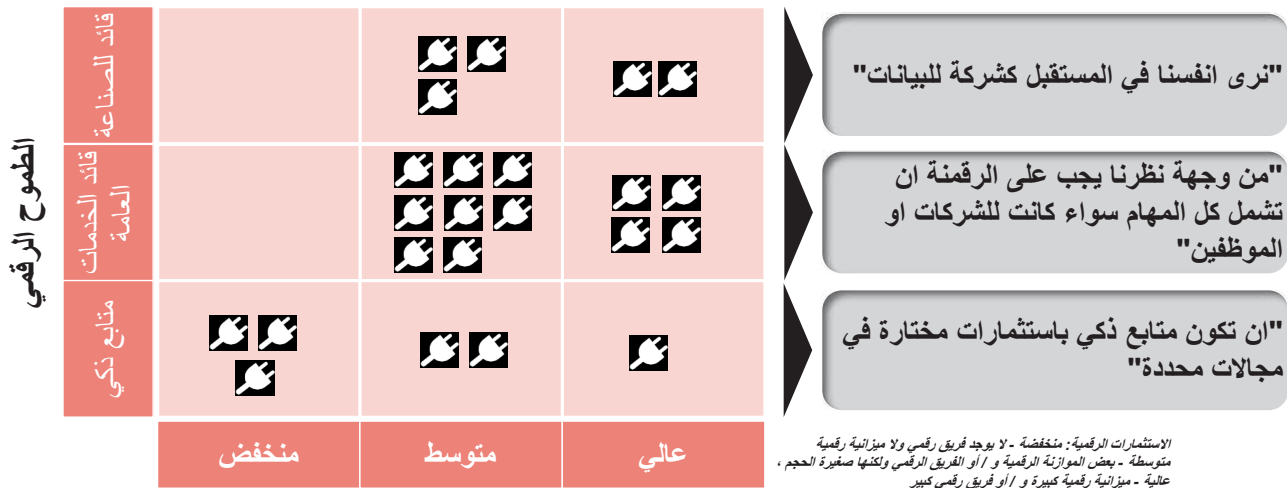 الطموح الرقمي
قائد للصناعة
قائد الخدمات
العامة
متابع ذكي
"نرى انفسنا في المستقبل كشركة للبيانات"
"من وجهة نظرنا يجب على الرقمنة ان
تشمل كل المهام سواء كانت للشركات او
الموظفين"
"ان تكون متابع ذكي باستثمارات مختارة في
مجالات محددة"
منخفض
متوسط
عالي
الاستثمارات الرقمية: منخفضة - لا يوجد فريق رقمي ولا ميزانية رقمية
متوسطة - بعض الموازنة الرقمية و / أو الفريق الرقمي ولكنها صغيرة الحجم ،
عالية - ميزانية رقمية كبيرة و / أو فريق رقمي كبير